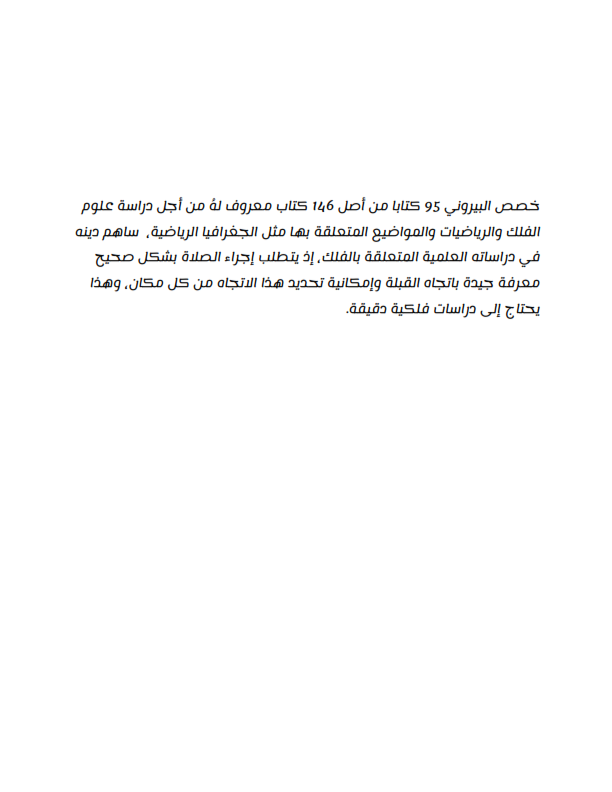 خصص البيروني 95 كتابا من أصل 146 كتاب معروف لهُ من أجل دراسة علوم
الفلك والرياضيات والمواضيع المتعلقة بها مثل الجغرافيا الرياضية، ساهم دينه
في دراساته العلمية المتعلقة بالفلك، إذ يتطلب إجراء الصلاة بشكل صحيح
معرفة جيدة باتجاه القبلة وإمكانية تحديد هذا الاتجاه من كل مكان، وهذا
يحتاج إلى دراسات فلكية دقيقة.